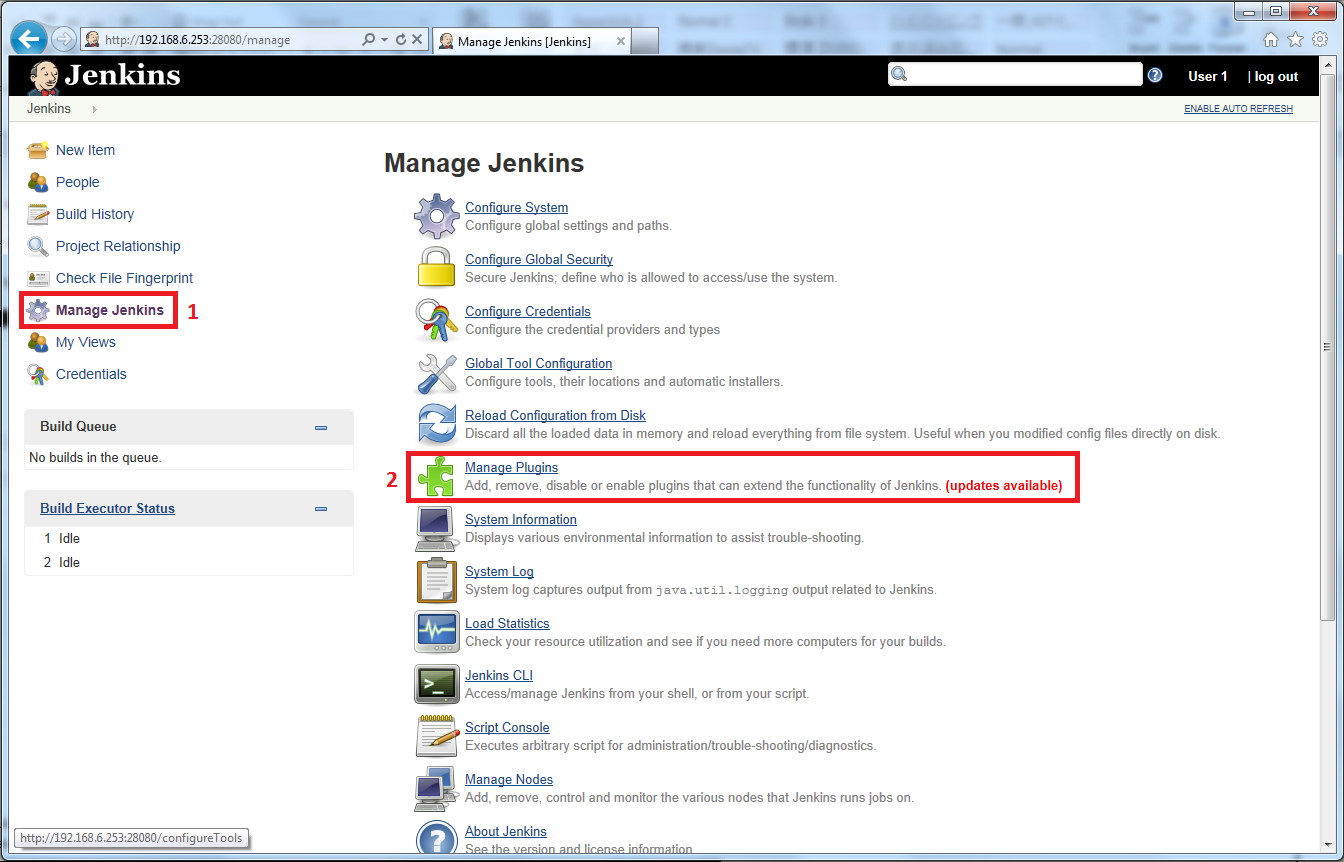 http://192.168.6.253:28080/manage
Manage Jenkins [Jenkins]
Jenkins
User 1 | log out
Jenkins
ENABLE AUTO REFRESH
New Item
People
Build History
Project Relationship
Check File Fingerprint
Manage Jenkins
1
My Views
Credentials
Build Queue
No builds in the queue.
Build Executor Status
1 Idle
2 Idle
Manage Jenkins
Configure System
Configure global settings and paths.
Configure Global Security
Secure Jenkins; define who is allowed to access/use the system.
Configure Credentials
Configure the credential providers and types
Global Tool Configuration
Configure tools, their locations and automatic installers.
Reload Configuration from Disk
Discard all the loaded data in memory and reload everything from file system. Useful when you modified config files directly on disk.
2
Manage Plugins
Add, remove, disable or enable plugins that can extend the functionality of Jenkins. (updates available)
System Information
Displays various environmental information to assist trouble-shooting.
System Log
System log captures output from java.util.logging output related to Jenkins.
Load Statistics
Check your resource utilization and see if you need more computers for your builds.
Jenkins CLI
Access/manage Jenkins from your shell, or from your script.
Script Console
Executes arbitrary script for administration/trouble-shooting/diagnostics.
Manage Nodes
Add, remove, control and monitor the various nodes that Jenkins runs jobs on.
About Jenkins
See the version and license information.
http://192.168.6.253:28080/configureTools